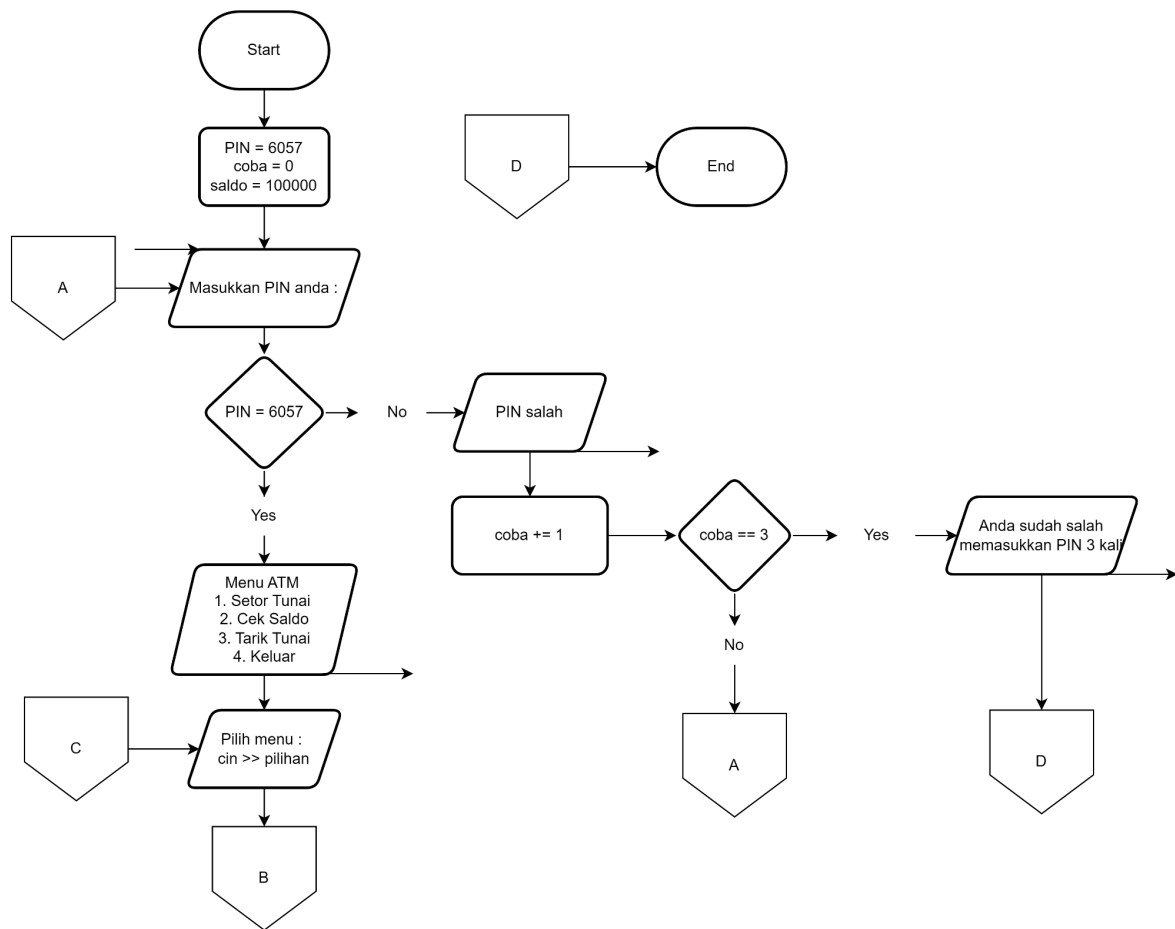 Start
PIN = 6057
coba = 0
saldo = 100000
D
End
A
Masukkan PIN anda :
PIN = 6057
No
PIN salah
Yes
coba += 1
coba == 3
Yes
Anda sudah salah
memasukkan PIN 3 kali
Menu ATM
1. Setor Tunai
2. Cek Saldo
3. Tarik Tunai
4. Keluar
No
C
Pilih menu :
cin >> pilihan
A
D
B